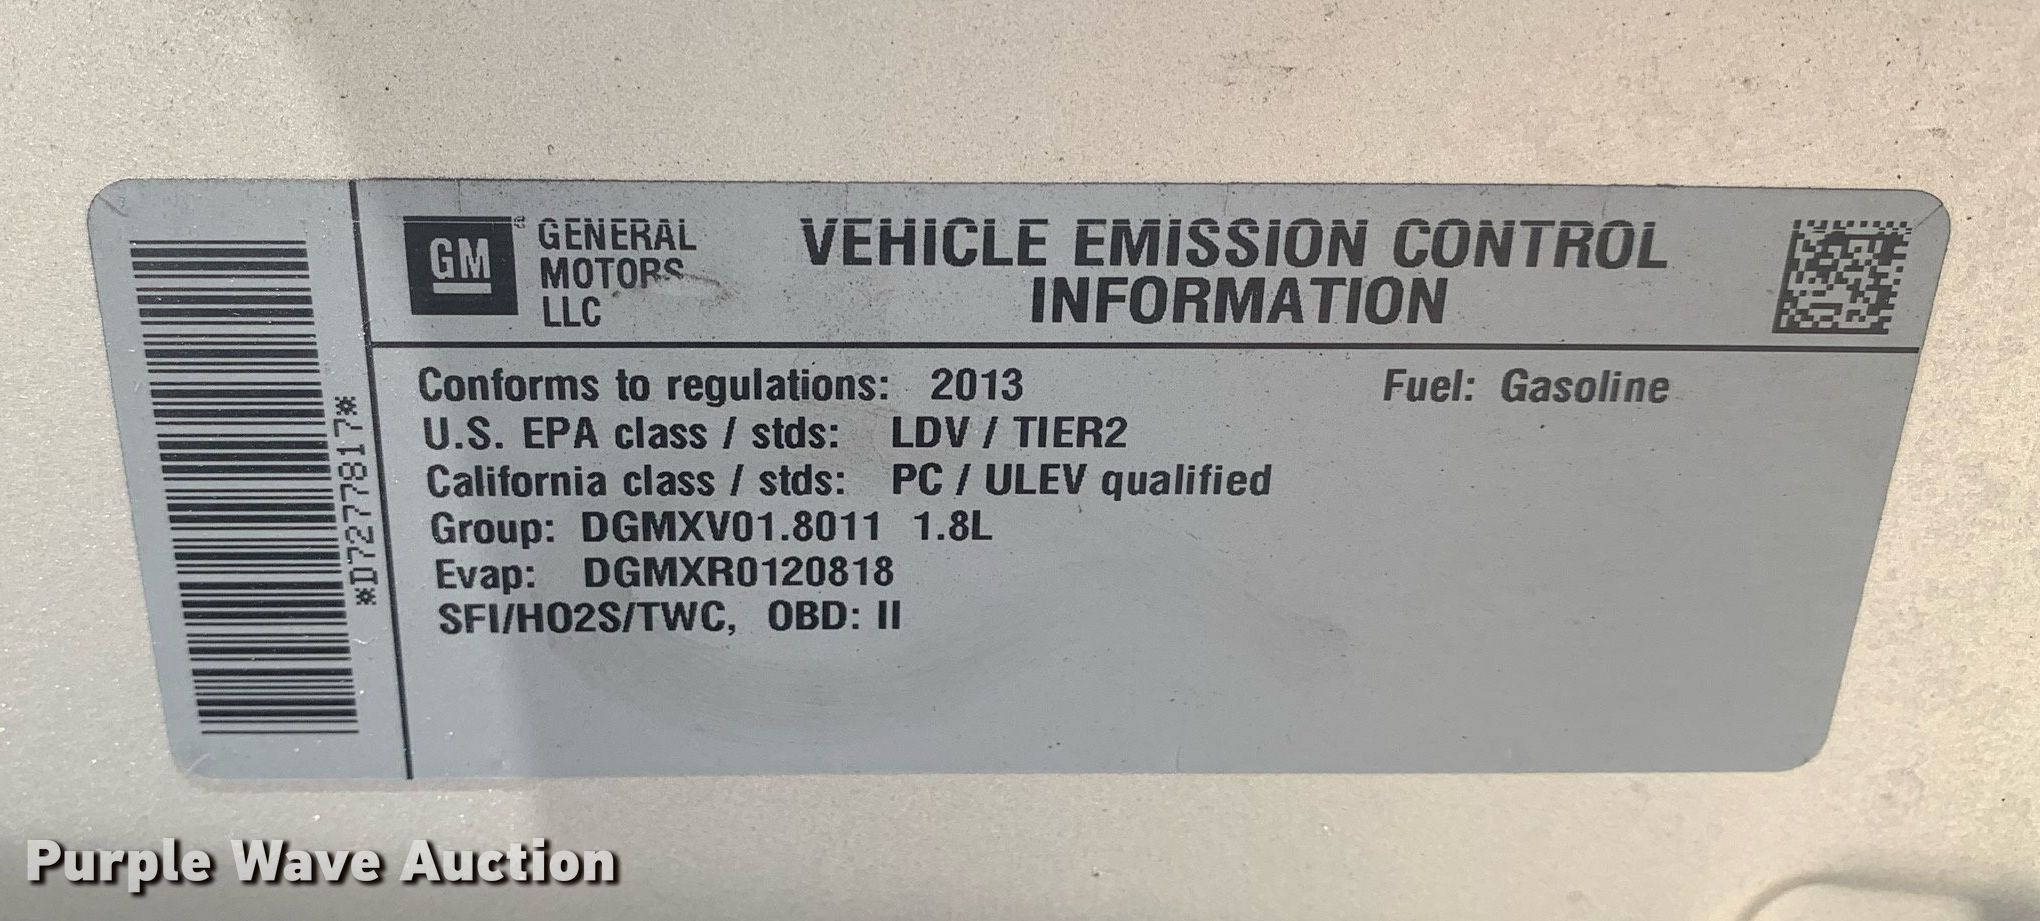 *D7277817*
GM
GENERAL
MOTORS
LLC
VEHICLE EMISSION CONTROL
INFORMATION
Conforms to regulations: 2013 Fuel: Gasoline
U.S. EPA class / stds: LDV / TIER2
California class / stds: PC / ULEV qualified
Group: DGMXV01.8011 1.8L
Evap: DGMXR0120818
SFI/HO2S/TWC, OBD: II
Purple Wave Auction